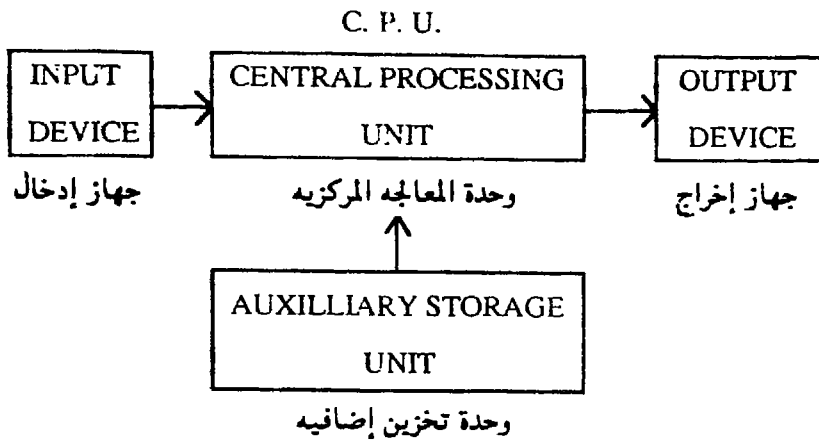 C. P. U.
INPUT
DEVICE
CENTRAL PROCESSING
UNIT
OUTPUT
DEVICE
جهاز إدخال
وحدة المعالجه المركزيه
جهاز إخراج
AUXILLIARY STORAGE
UNIT
وحدة تخزين إضافيه